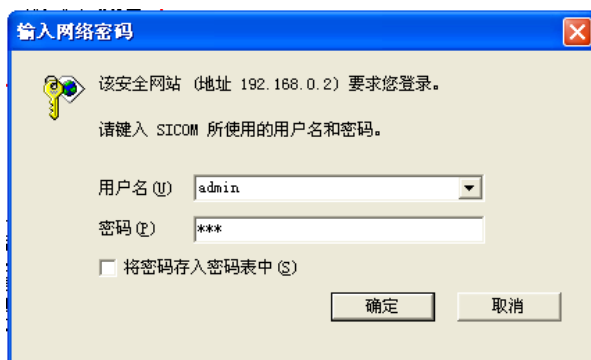 输入网络密码
该安全网站 (地址 192.168.0.2) 要求您登录。
请键入 SICOM 所使用的用户名和密码。
用户名(U) admin
密码(P) ***
将密码存入密码表中(S)
确定 取消